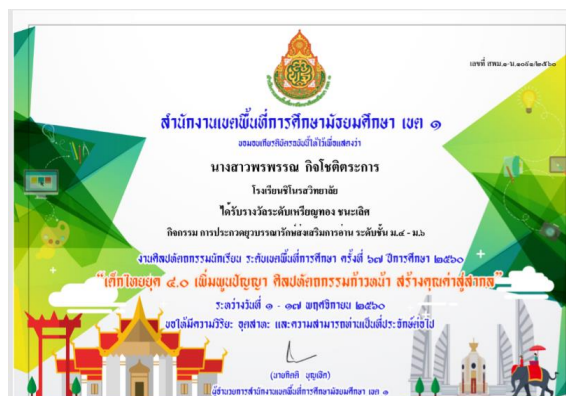 เลขที่ สพม.๑-ม.๑๐๔๑/๒๕๖๐
สำนักงานเขตพื้นที่การศึกษามัธยมศึกษา เขต ๑
ขอมอบเกียรติบัตรฉบับนี้ไว้เพื่อแสดงว่า
นางสาวพรพรรณ กิจโชติตระการ
โรงเรียนชิโนรสวิทยาลัย
ได้รับรางวัลระดับเหรียญทอง ชนะเลิศ
กิจกรรม การประกวดยุวบรรณารักษ์ส่งเสริมการอ่าน ระดับชั้น ม.๔ - ม.๖
งานศิลปหัตถกรรมนักเรียน ระดับเขตพื้นที่การศึกษา ครั้งที่ ๖๗ ปีการศึกษา ๒๕๖๐
"เด็กไทยยุค ๔.๐ เพิ่มพูนปัญญา ศิลปหัตถกรรมก้าวหน้า สร้างคุณค่าสู่สากล"
ระหว่างวันที่ ๑ - ๑๗ พฤศจิกายน ๒๕๖๐
ขอให้มีความวิริยะ อุตสาหะ และความสามารถท่านเป็นที่ประจักษ์ต่อไป
ผู้อำนวยการสำนักงานเขตพื้นที่การศึกษามัธยมศึกษา เขต ๑